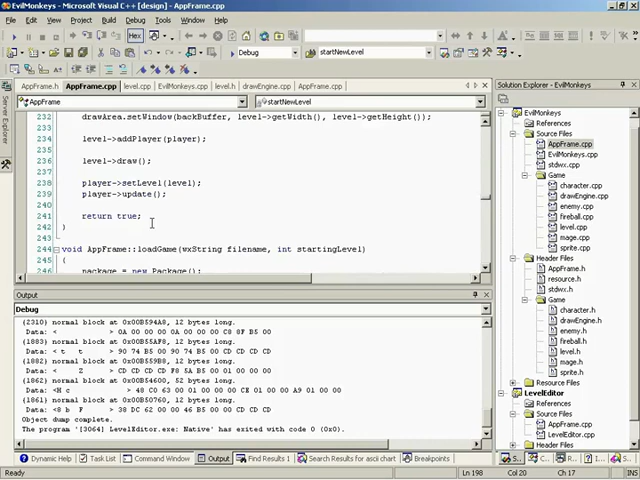 EvilMonkeys - Microsoft Visual C++ [design] - AppFrame.cpp
File Edit View Project Build Debug Tools Window Help
Hex
Debug startNewLevel
AppFrame.h AppFrame.cpp level.cpp EvilMonkeys.cpp level.h drawEngine.cpp AppFrame.cpp
AppFrame startNewLevel
232 drawArea.setWindow(backBuffer, level->getWidth(), level->getHeight());
233
234 level->addPlayer(player);
235
236 level->draw();
237
238 player->setLevel(level);
239 player->update();
240
241 return true;
242 }
243
244 void AppFrame::loadGame(wxString filename, int startingLevel)
245 {
246 package = new Package();
Output
Debug
{2310} normal block at 0x00B594A8, 12 bytes long.
Data: < > 0A 00 00 00 0A 00 00 00 C8 8F B5 00
{1883} normal block at 0x00B55AF8, 12 bytes long.
Data: < t t > 90 74 B5 00 90 74 B5 00 CD CD CD CD
{1882} normal block at 0x00B559B8, 12 bytes long.
Data: < Z > CD CD CD CD F8 5A B5 00 01 00 00 00
{1862} normal block at 0x00B54600, 52 bytes long.
Data: <H c > 48 C0 63 00 01 00 00 00 CE 01 00 00 A9 01 00 00
{1861} normal block at 0x00B50760, 12 bytes long.
Data: <8 b F > 38 DC 62 00 00 46 B5 00 CD CD CD CD
Object dump complete.
The program '[3064] LevelEditor.exe: Native' has exited with code 0 (0x0).
Dynamic Help Task List Command Window Output Find Results 1 Search Results for ascii chart Breakpoints
Ready Ln 198 Col 20 Ch 17 INS
Server Explorer
Solution Explorer - EvilMonkeys
EvilMonkeys
References
Source Files
AppFrame.cpp
EvilMonkeys.cpp
stdwx.cpp
Game
character.cpp
drawEngine.cpp
enemy.cpp
fireball.cpp
level.cpp
mage.cpp
sprite.cpp
Header Files
AppFrame.h
resource.h
stdwx.h
Game
character.h
drawEngine.h
enemy.h
fireball.h
level.h
mage.h
sprite.h
Resource Files
LevelEditor
References
Source Files
AppFrame.cpp
LevelEditor.cpp
Header Files
S... C... R... I... M...